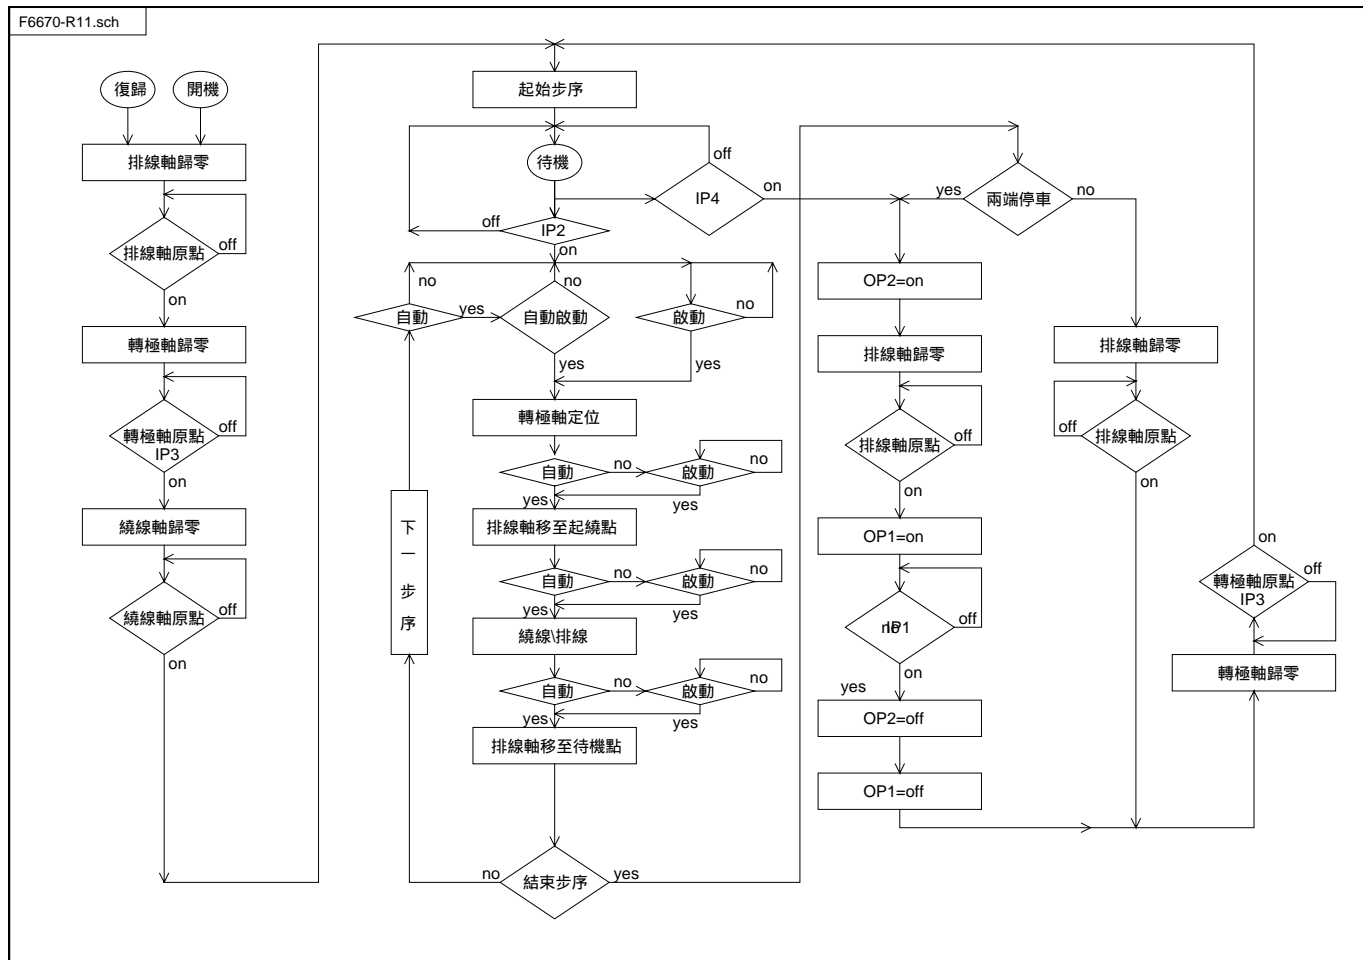 F6670-R11.sch
復歸
開機
排線軸歸零
排線軸原點
off
on
轉極軸歸零
轉極軸原點
IP3
off
on
繞線軸歸零
繞線軸原點
off
on
起始步序
待機
IP4
off
on
IP2
off
on
自動
no
yes
自動啟動
no
yes
啟動
no
yes
轉極軸定位
自動
no
啟動
no
yes
yes
排線軸移至起繞點
自動
no
啟動
no
yes
yes
繞線\排線
自動
no
啟動
no
yes
yes
排線軸移至待機點
結束步序
no
yes
下一步序
兩端停車
yes
no
OP2=on
排線軸歸零
排線軸原點
off
on
OP1=on
IP1
no
off
on
yes
OP2=off
OP1=off
排線軸歸零
排線軸原點
off
on
on
轉極軸原點
IP3
off
轉極軸歸零